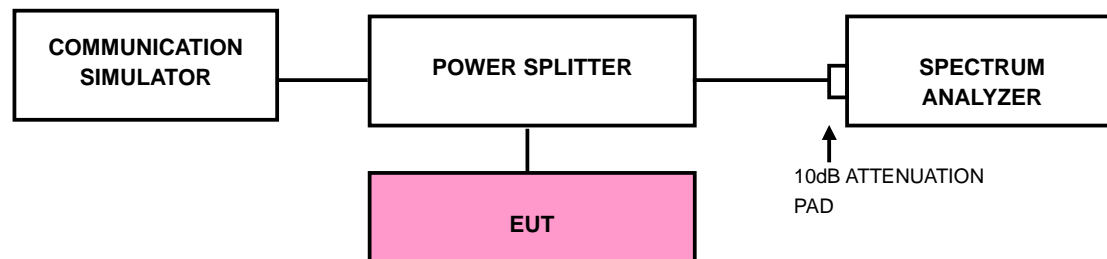 COMMUNICATION
SIMULATOR
POWER SPLITTER
SPECTRUM
ANALYZER
10dB ATTENUATION
PAD
EUT